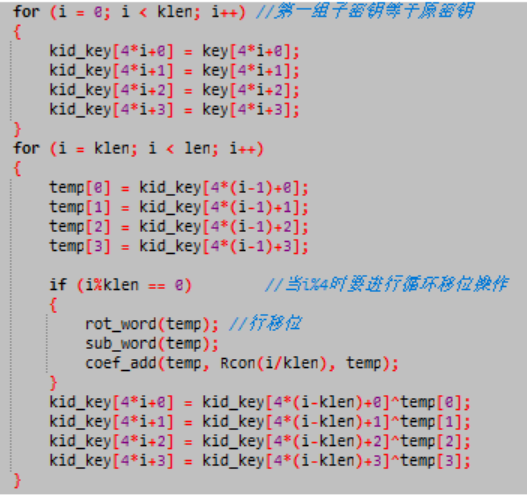 for (i = 0; i < klen; i++) //第一组子密钥等于原密钥
{
    kid_key[4*i+0] = key[4*i+0];
    kid_key[4*i+1] = key[4*i+1];
    kid_key[4*i+2] = key[4*i+2];
    kid_key[4*i+3] = key[4*i+3];
}
for (i = klen; i < len; i++)
{
    temp[0] = kid_key[4*(i-1)+0];
    temp[1] = kid_key[4*(i-1)+1];
    temp[2] = kid_key[4*(i-1)+2];
    temp[3] = kid_key[4*(i-1)+3];

    if (i%klen == 0)        //当i%4时要进行循环移位操作
    {
        rot_word(temp); //行移位
        sub_word(temp);
        coef_add(temp, Rcon(i/klen), temp);
    }
    kid_key[4*i+0] = kid_key[4*(i-klen)+0]^temp[0];
    kid_key[4*i+1] = kid_key[4*(i-klen)+1]^temp[1];
    kid_key[4*i+2] = kid_key[4*(i-klen)+2]^temp[2];
    kid_key[4*i+3] = kid_key[4*(i-klen)+3]^temp[3];
}